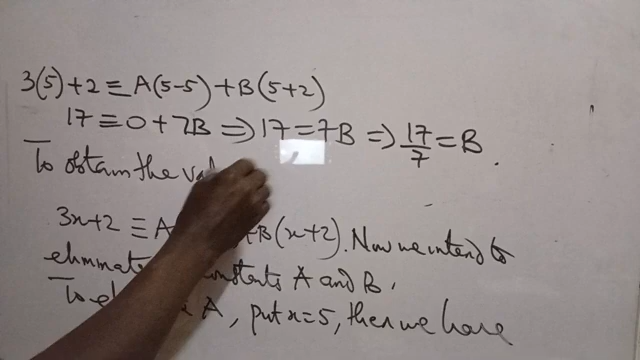 3(5)+2 ≡ A(5-5)+B(5+2)
17 ≡ 0+7B ⇒ 17=7B ⇒ 17/7 = B
To obtain the
3x+2 ≡ A +B(x+2). Now we intend to
eliminate constants A and B.
To A, put x=5, then we have